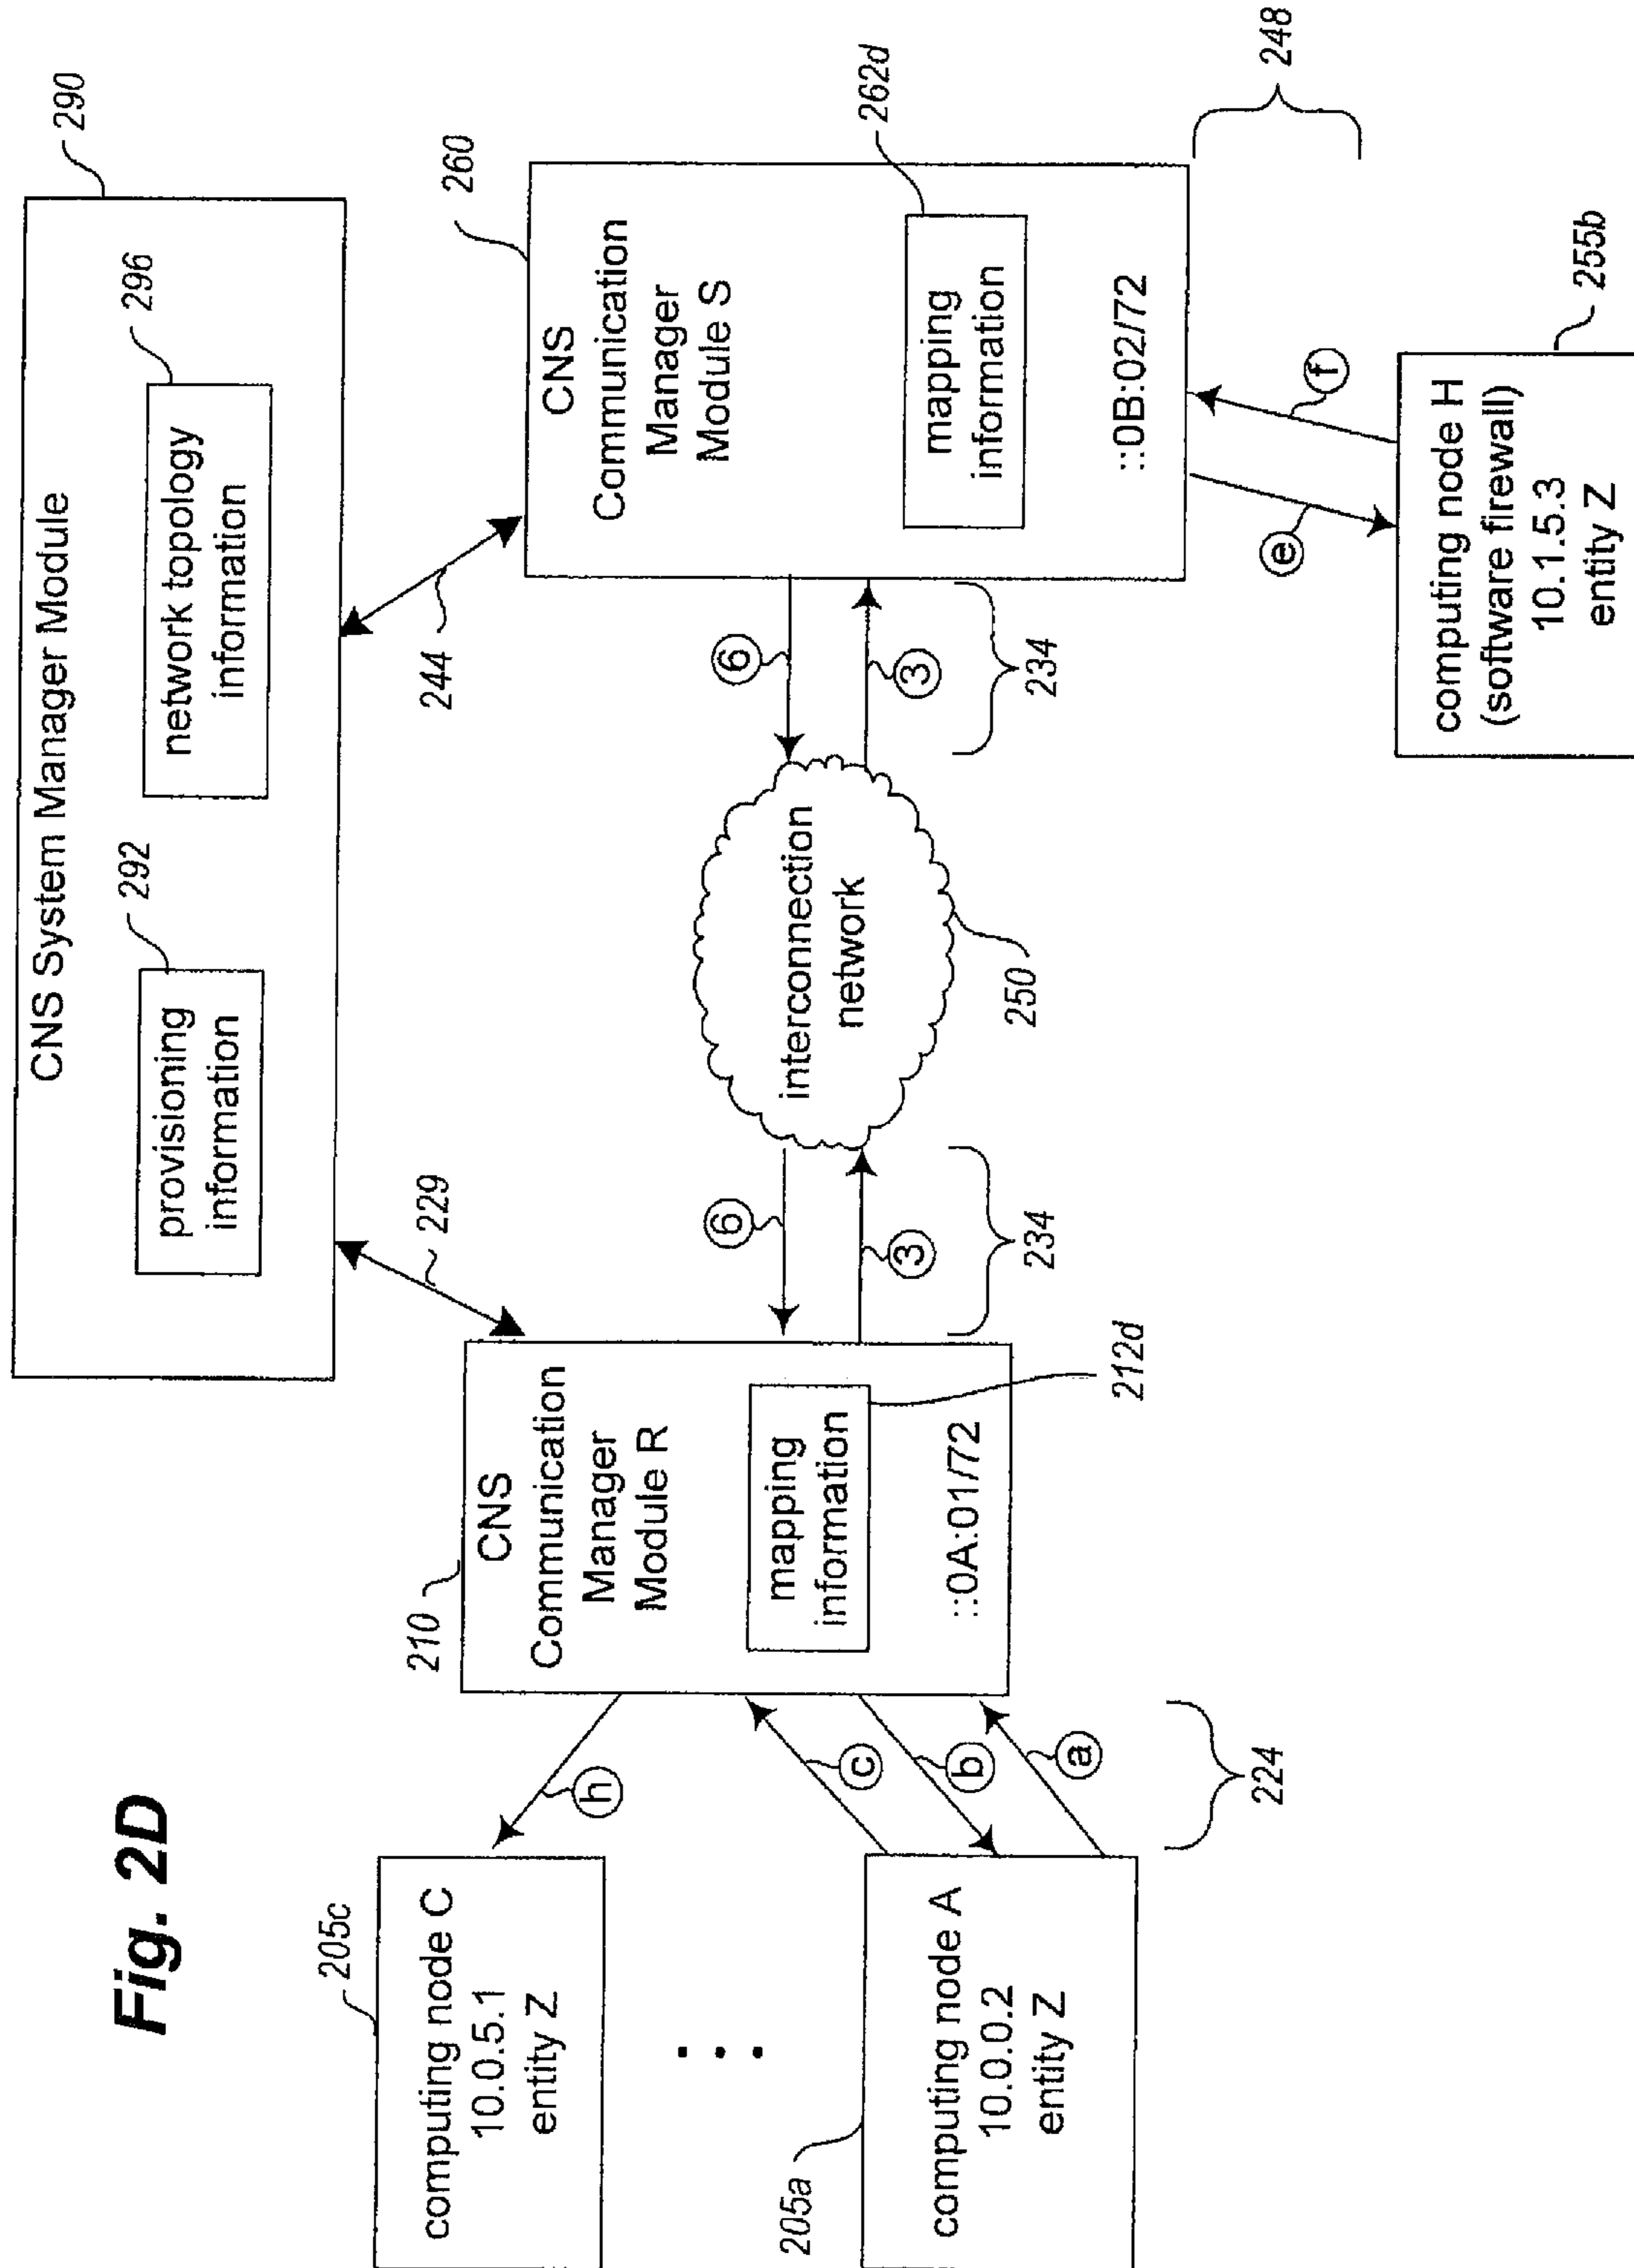 Fig. 2D
CNS System Manager Module
290
provisioning
information
292
network topology
information
296
229
244
210
CNS
Communication
Manager
Module R
mapping
information
212d
::0A:01/72
260
CNS
Communication
Manager
Module S
mapping
information
262d
::0B:02/72
6
3
234
interconnection
network
250
6
3
234
205c
computing node C
10.0.5.1
entity Z
h
. . .
205a
computing node A
10.0.0.2
entity Z
c
b
a
224
e
f
248
computing node H
(software firewall)
10.1.5.3
entity Z
255b